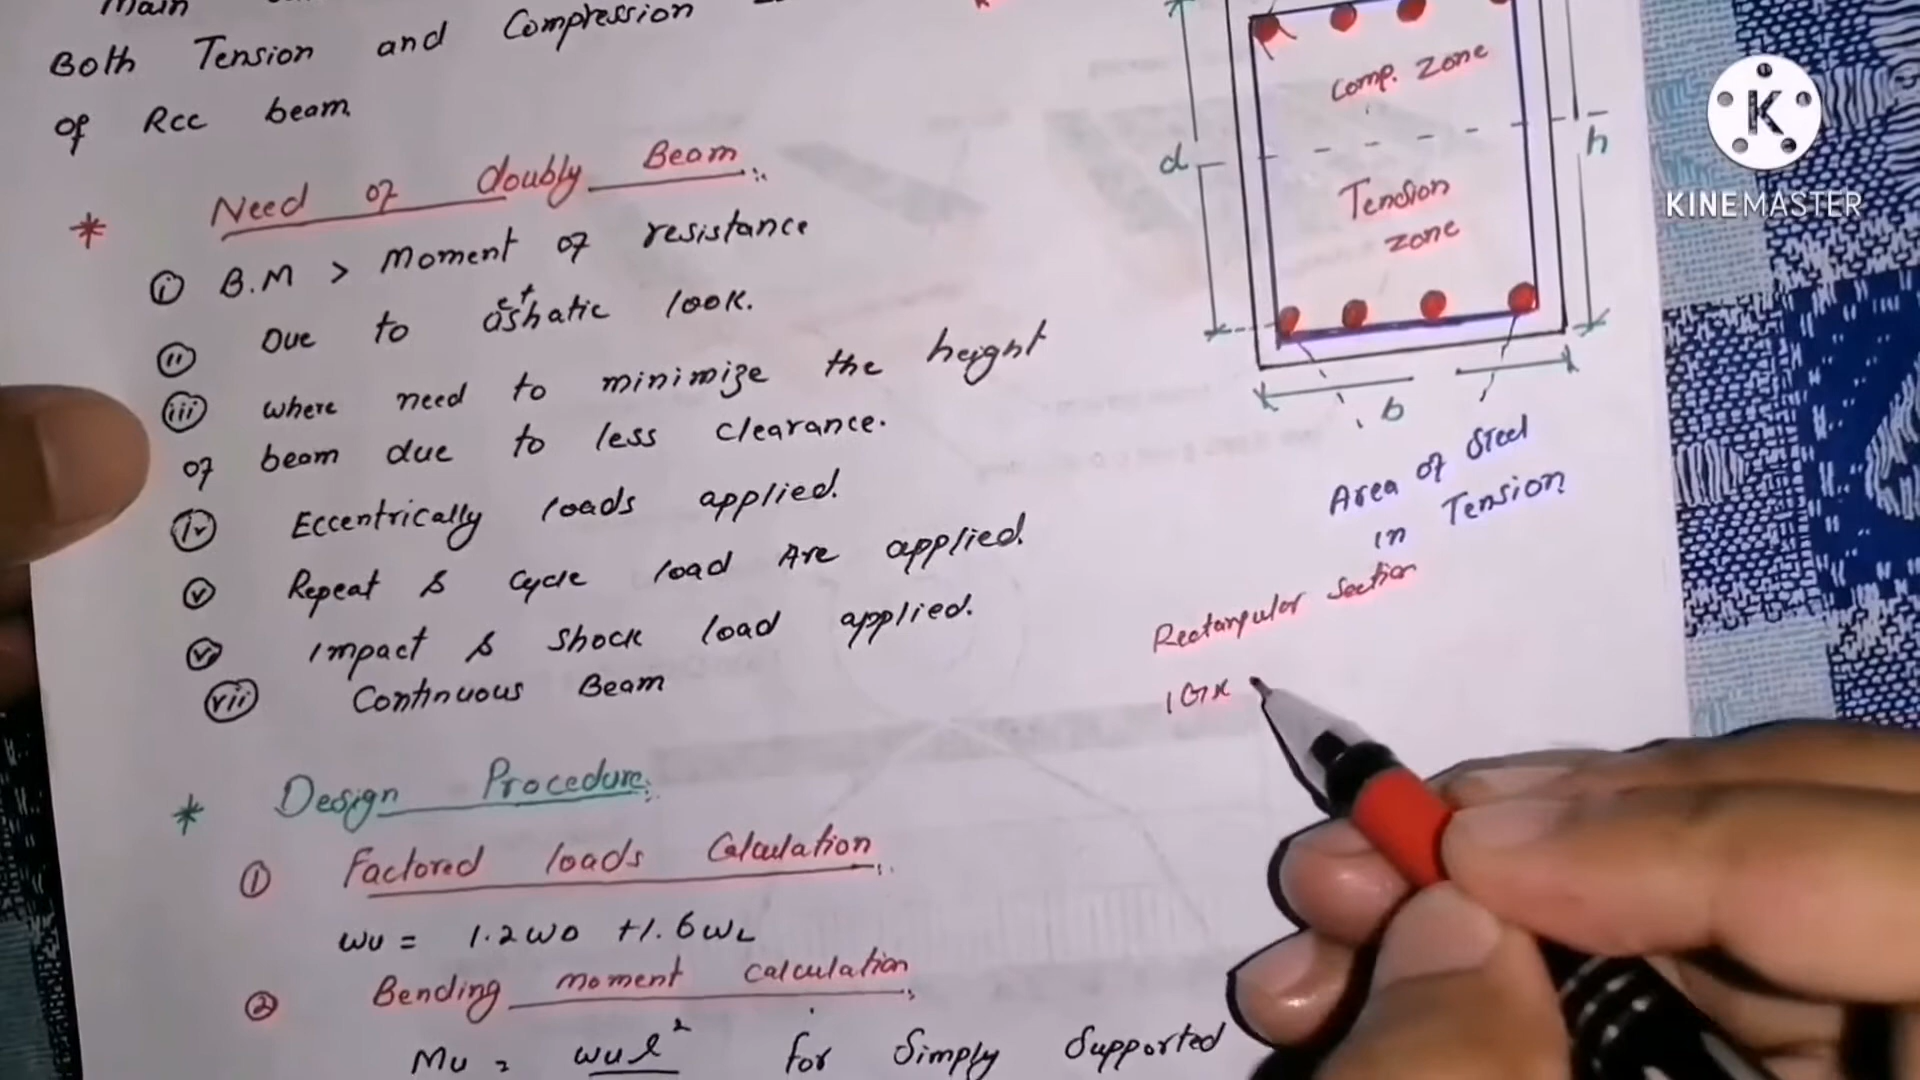 Main
Both Tension and Compression
of Rcc beam
* Need of doubly Beam :.
(i) B.M > Moment of resistance
(ii) Due to ashatic look.
(iii) where need to minimize the height
of beam due to less clearance.
(iv) Eccentrically loads applied.
(v) Repeat & Cycle load Are applied.
(v) Impact & Shock load applied.
(vii) Continuous Beam
* Design Procedure :.
① Factored loads Calculation :.
wu = 1.2wD +1.6wL
② Bending moment calculation :.
Mu = wul²
for Simply Supported
Comp. zone
d
h
Tension
zone
b
Area of Steel
in Tension
Rectangular Section
K
KINEMASTER